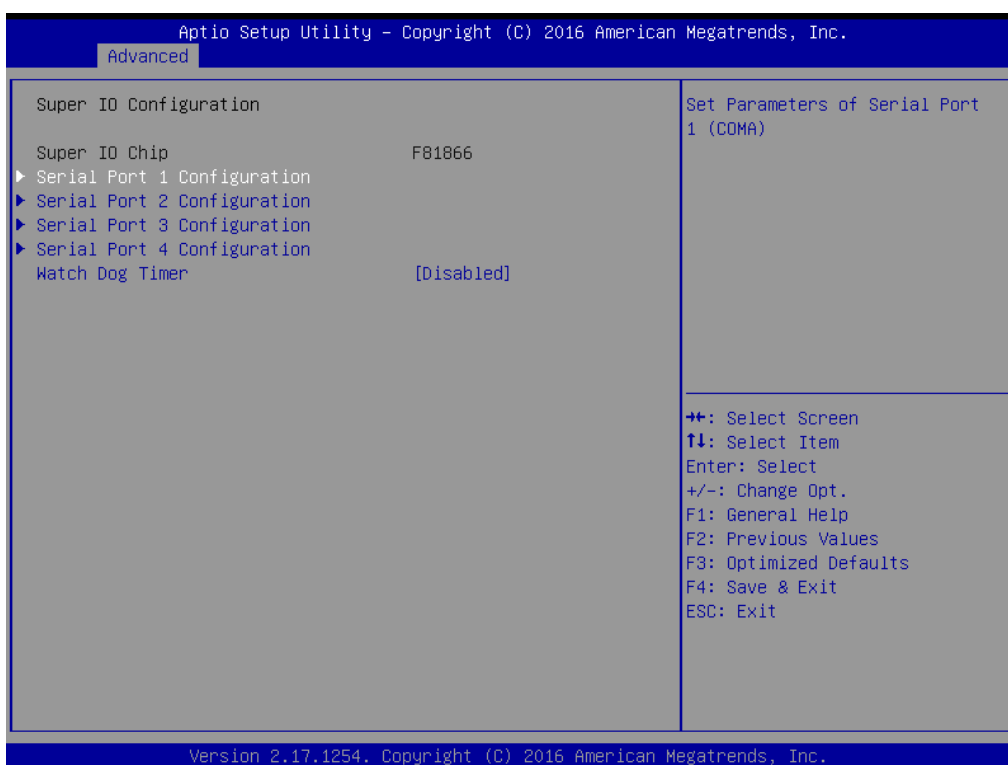 Aptio Setup Utility – Copyright (C) 2016 American Megatrends, Inc.
Advanced
Super IO Configuration
Super IO Chip F81866
▶ Serial Port 1 Configuration
▶ Serial Port 2 Configuration
▶ Serial Port 3 Configuration
▶ Serial Port 4 Configuration
Watch Dog Timer [Disabled]
Set Parameters of Serial Port
1 (COMA)
→←: Select Screen
↑↓: Select Item
Enter: Select
+/-: Change Opt.
F1: General Help
F2: Previous Values
F3: Optimized Defaults
F4: Save & Exit
ESC: Exit
Version 2.17.1254. Copyright (C) 2016 American Megatrends, Inc.